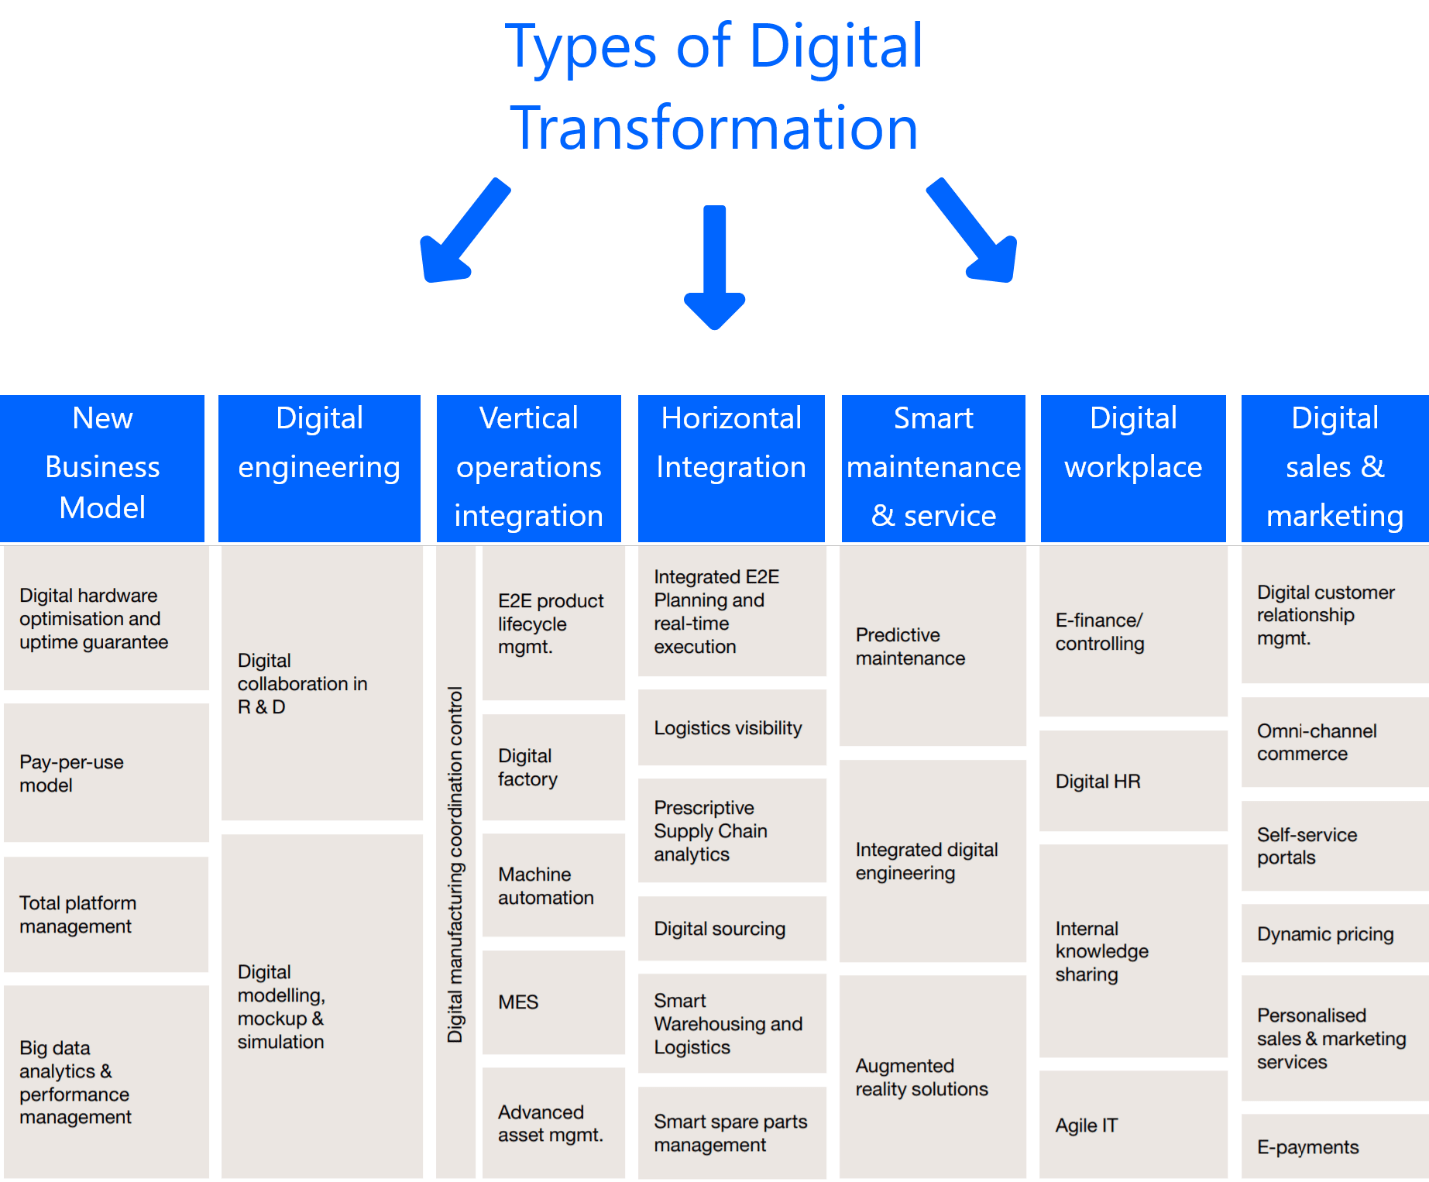 Types of Digital
Transformation
New
Business
Model
Digital
engineering
Vertical
operations
integration
Horizontal
Integration
Smart
maintenance
& service
Digital
workplace
Digital
sales &
marketing
Digital hardware
optimisation and
uptime guarantee
Pay-per-use
model
Total platform
management
Big data
analytics &
performance
management
Digital
collaboration in
R & D
Digital
modelling,
mockup &
simulation
Digital manufacturing coordination control
E2E product
lifecycle
mgmt.
Digital
factory
Machine
automation
MES
Advanced
asset mgmt.
Integrated E2E
Planning and
real-time
execution
Logistics visibility
Prescriptive
Supply Chain
analytics
Digital sourcing
Smart
Warehousing and
Logistics
Smart spare parts
management
Predictive
maintenance
Integrated digital
engineering
Augmented
reality solutions
E-finance/
controlling
Digital HR
Internal
knowledge
sharing
Agile IT
Digital customer
relationship
mgmt.
Omni-channel
commerce
Self-service
portals
Dynamic pricing
Personalised
sales & marketing
services
E-payments